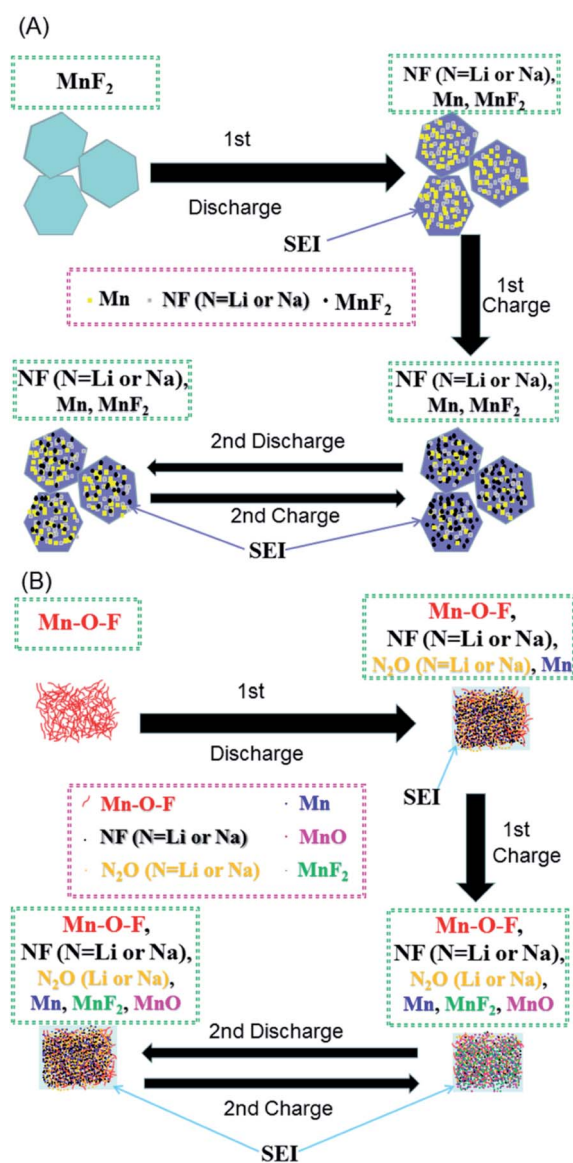 (A)
MnF₂
NF (N=Li or Na),
Mn, MnF₂
1st
Discharge
SEI
1st
Charge
Mn NF (N=Li or Na) MnF₂
NF (N=Li or Na),
Mn, MnF₂
NF (N=Li or Na),
Mn, MnF₂
2nd Discharge
2nd Charge
SEI
(B)
Mn-O-F
Mn-O-F,
NF (N=Li or Na),
N₂O (N=Li or Na), Mn
1st
Discharge
SEI
1st
Charge
Mn-O-F Mn
NF (N=Li or Na) MnO
N₂O (N=Li or Na) MnF₂
Mn-O-F,
NF (N=Li or Na),
N₂O (Li or Na),
Mn, MnF₂, MnO
Mn-O-F,
NF (N=Li or Na),
N₂O (Li or Na),
Mn, MnF₂, MnO
2nd Discharge
2nd Charge
SEI